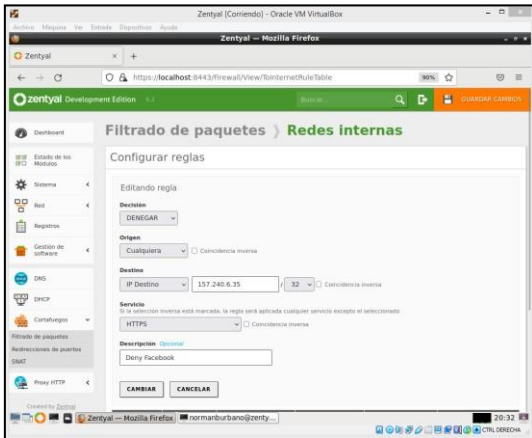 Zentyal [Corriendo] - Oracle VM VirtualBox
Archivo Máquina Ver Entrada Dispositivos Ayuda
Zentyal — Mozilla Firefox
Zentyal
https://localhost:8443/Firewall/View/ToInternetRuleTable
90%
zentyal Development Edition
Buscar...
GUARDAR CAMBIOS
Dashboard
Estado de los Módulos
Sistema
Red
Registros
Gestión de software
DNS
DHCP
Cortafuegos
Filtrado de paquetes
Redirecciones de puertos
SNAT
Proxy HTTP
Created by Zentyal
Filtrado de paquetes Redes internas
Configurar reglas
Editando regla
Decisión
DENEGAR
Origen
Cualquiera Coincidencia inversa
Destino
IP Destino 157.240.6.35 / 32 Coincidencia inversa
Servicio
Si la selección inversa está marcada, la regla será aplicada cualquier servicio excepto el seleccionado
HTTPS Coincidencia inversa
Descripción Opcional
Deny Facebook
CAMBIAR CANCELAR
Zentyal — Mozilla Firefox
normanburbano@zenty...
20:32
CTRL DERECHA